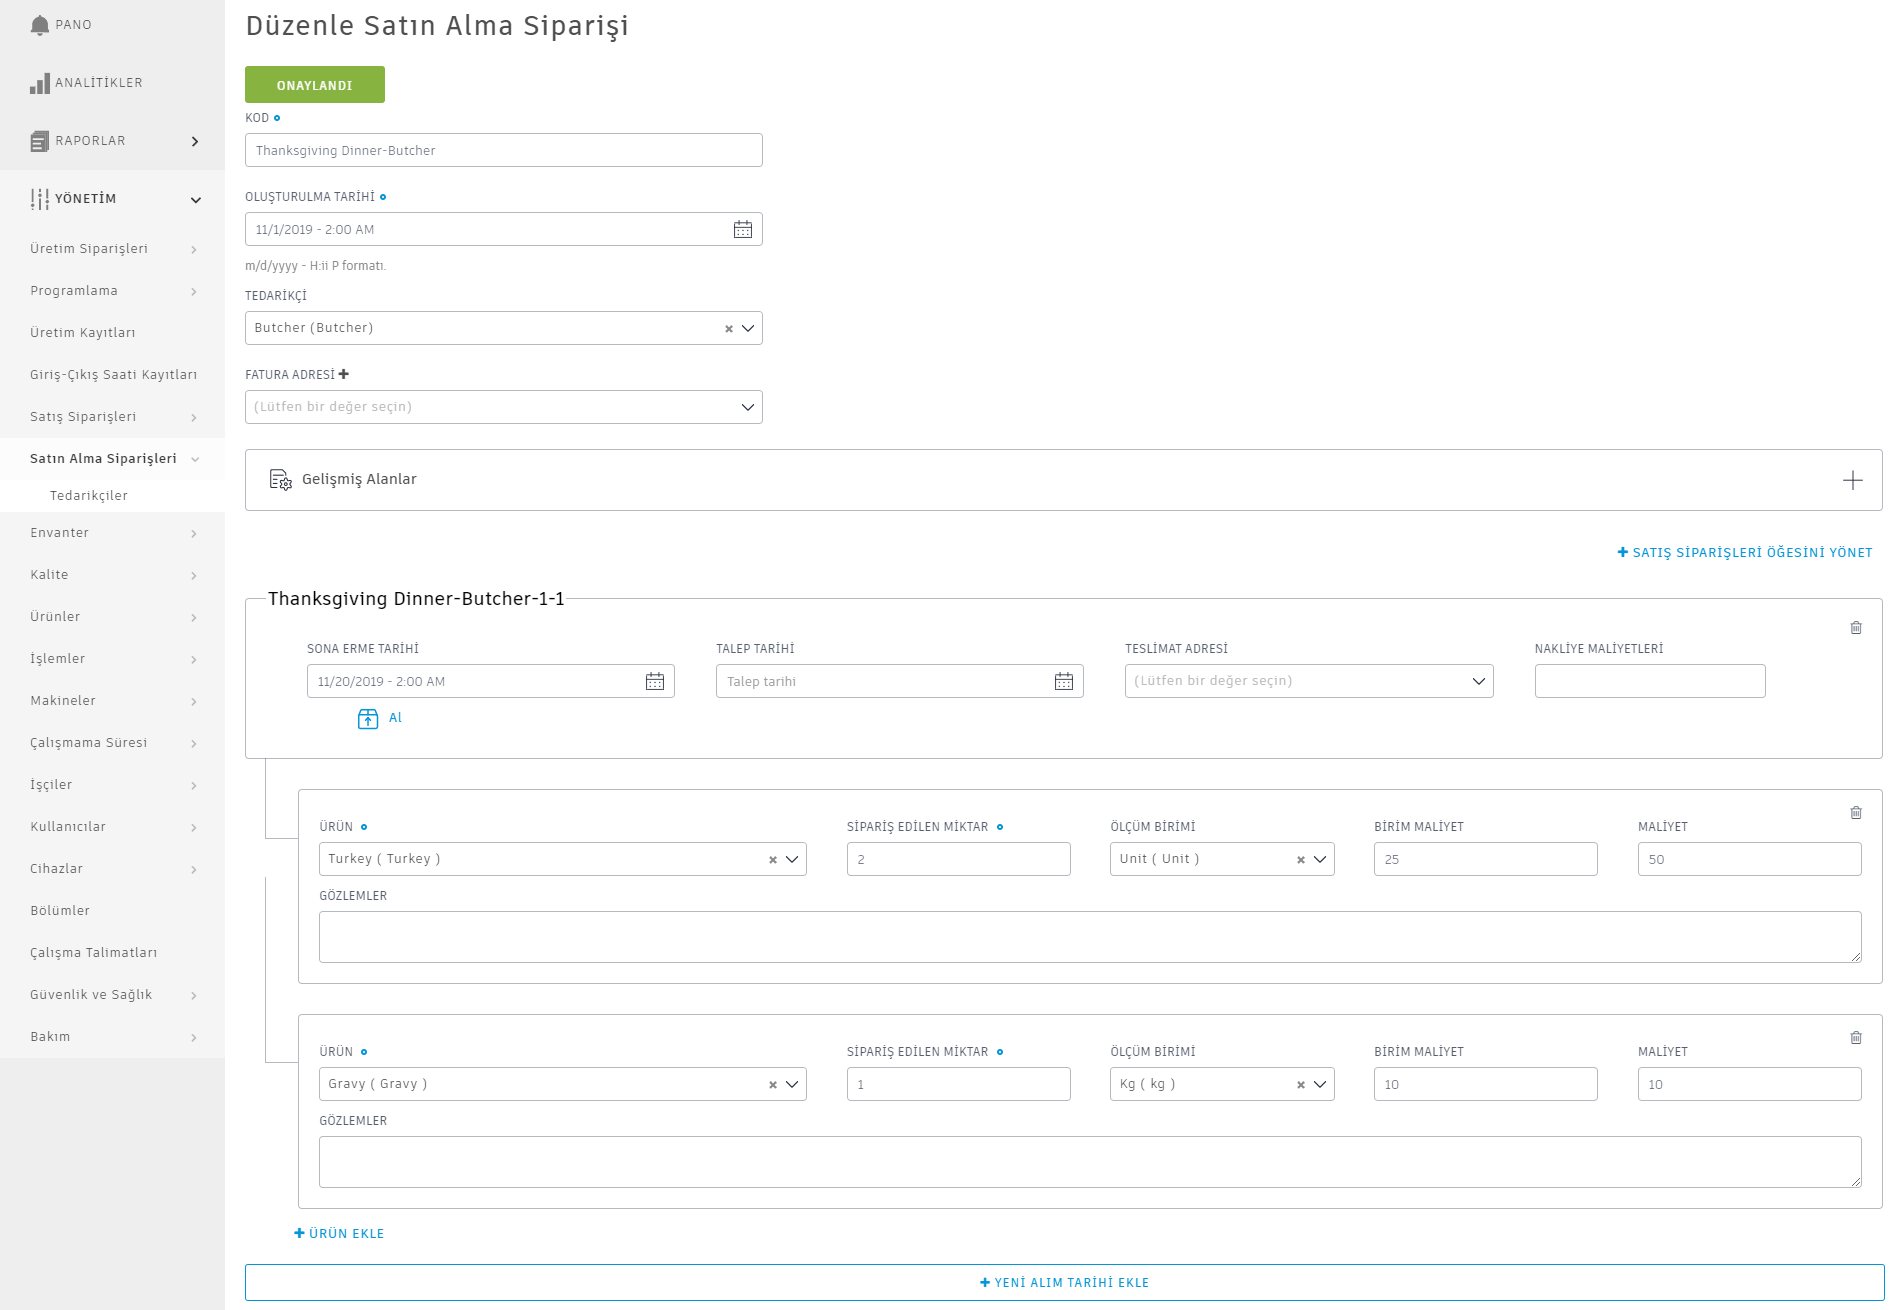 PANO
ANALİTİKLER
RAPORLAR
YÖNETİM
Üretim Siparişleri
Programlama
Üretim Kayıtları
Giriş-Çıkış Saati Kayıtları
Satış Siparişleri
Satın Alma Siparişleri
Tedarikçiler
Envanter
Kalite
Ürünler
İşlemler
Makineler
Çalışmama Süresi
İşçiler
Kullanıcılar
Cihazlar
Bölümler
Çalışma Talimatları
Güvenlik ve Sağlık
Bakım
Düzenle Satın Alma Siparişi
ONAYLANDI
KOD
Thanksgiving Dinner-Butcher
OLUŞTURULMA TARİHİ
11/1/2019 - 2:00 AM
m/d/yyyy - H:ii P formatı.
TEDARİKÇİ
Butcher (Butcher)
FATURA ADRESİ
(Lütfen bir değer seçin)
Gelişmiş Alanlar
SATIŞ SİPARİŞLERİ ÖĞESİNİ YÖNET
Thanksgiving Dinner-Butcher-1-1
SONA ERME TARİHİ TALEP TARİHİ TESLİMAT ADRESİ NAKLİYE MALİYETLERİ
11/20/2019 - 2:00 AM Talep tarihi (Lütfen bir değer seçin)
Al
ÜRÜN SİPARİŞ EDİLEN MİKTAR ÖLÇÜM BİRİMİ BİRİM MALİYET MALİYET
Turkey ( Turkey ) 2 Unit ( Unit ) 25 50
GÖZLEMLER
ÜRÜN SİPARİŞ EDİLEN MİKTAR ÖLÇÜM BİRİMİ BİRİM MALİYET MALİYET
Gravy ( Gravy ) 1 Kg ( kg ) 10 10
GÖZLEMLER
ÜRÜN EKLE
YENİ ALIM TARİHİ EKLE